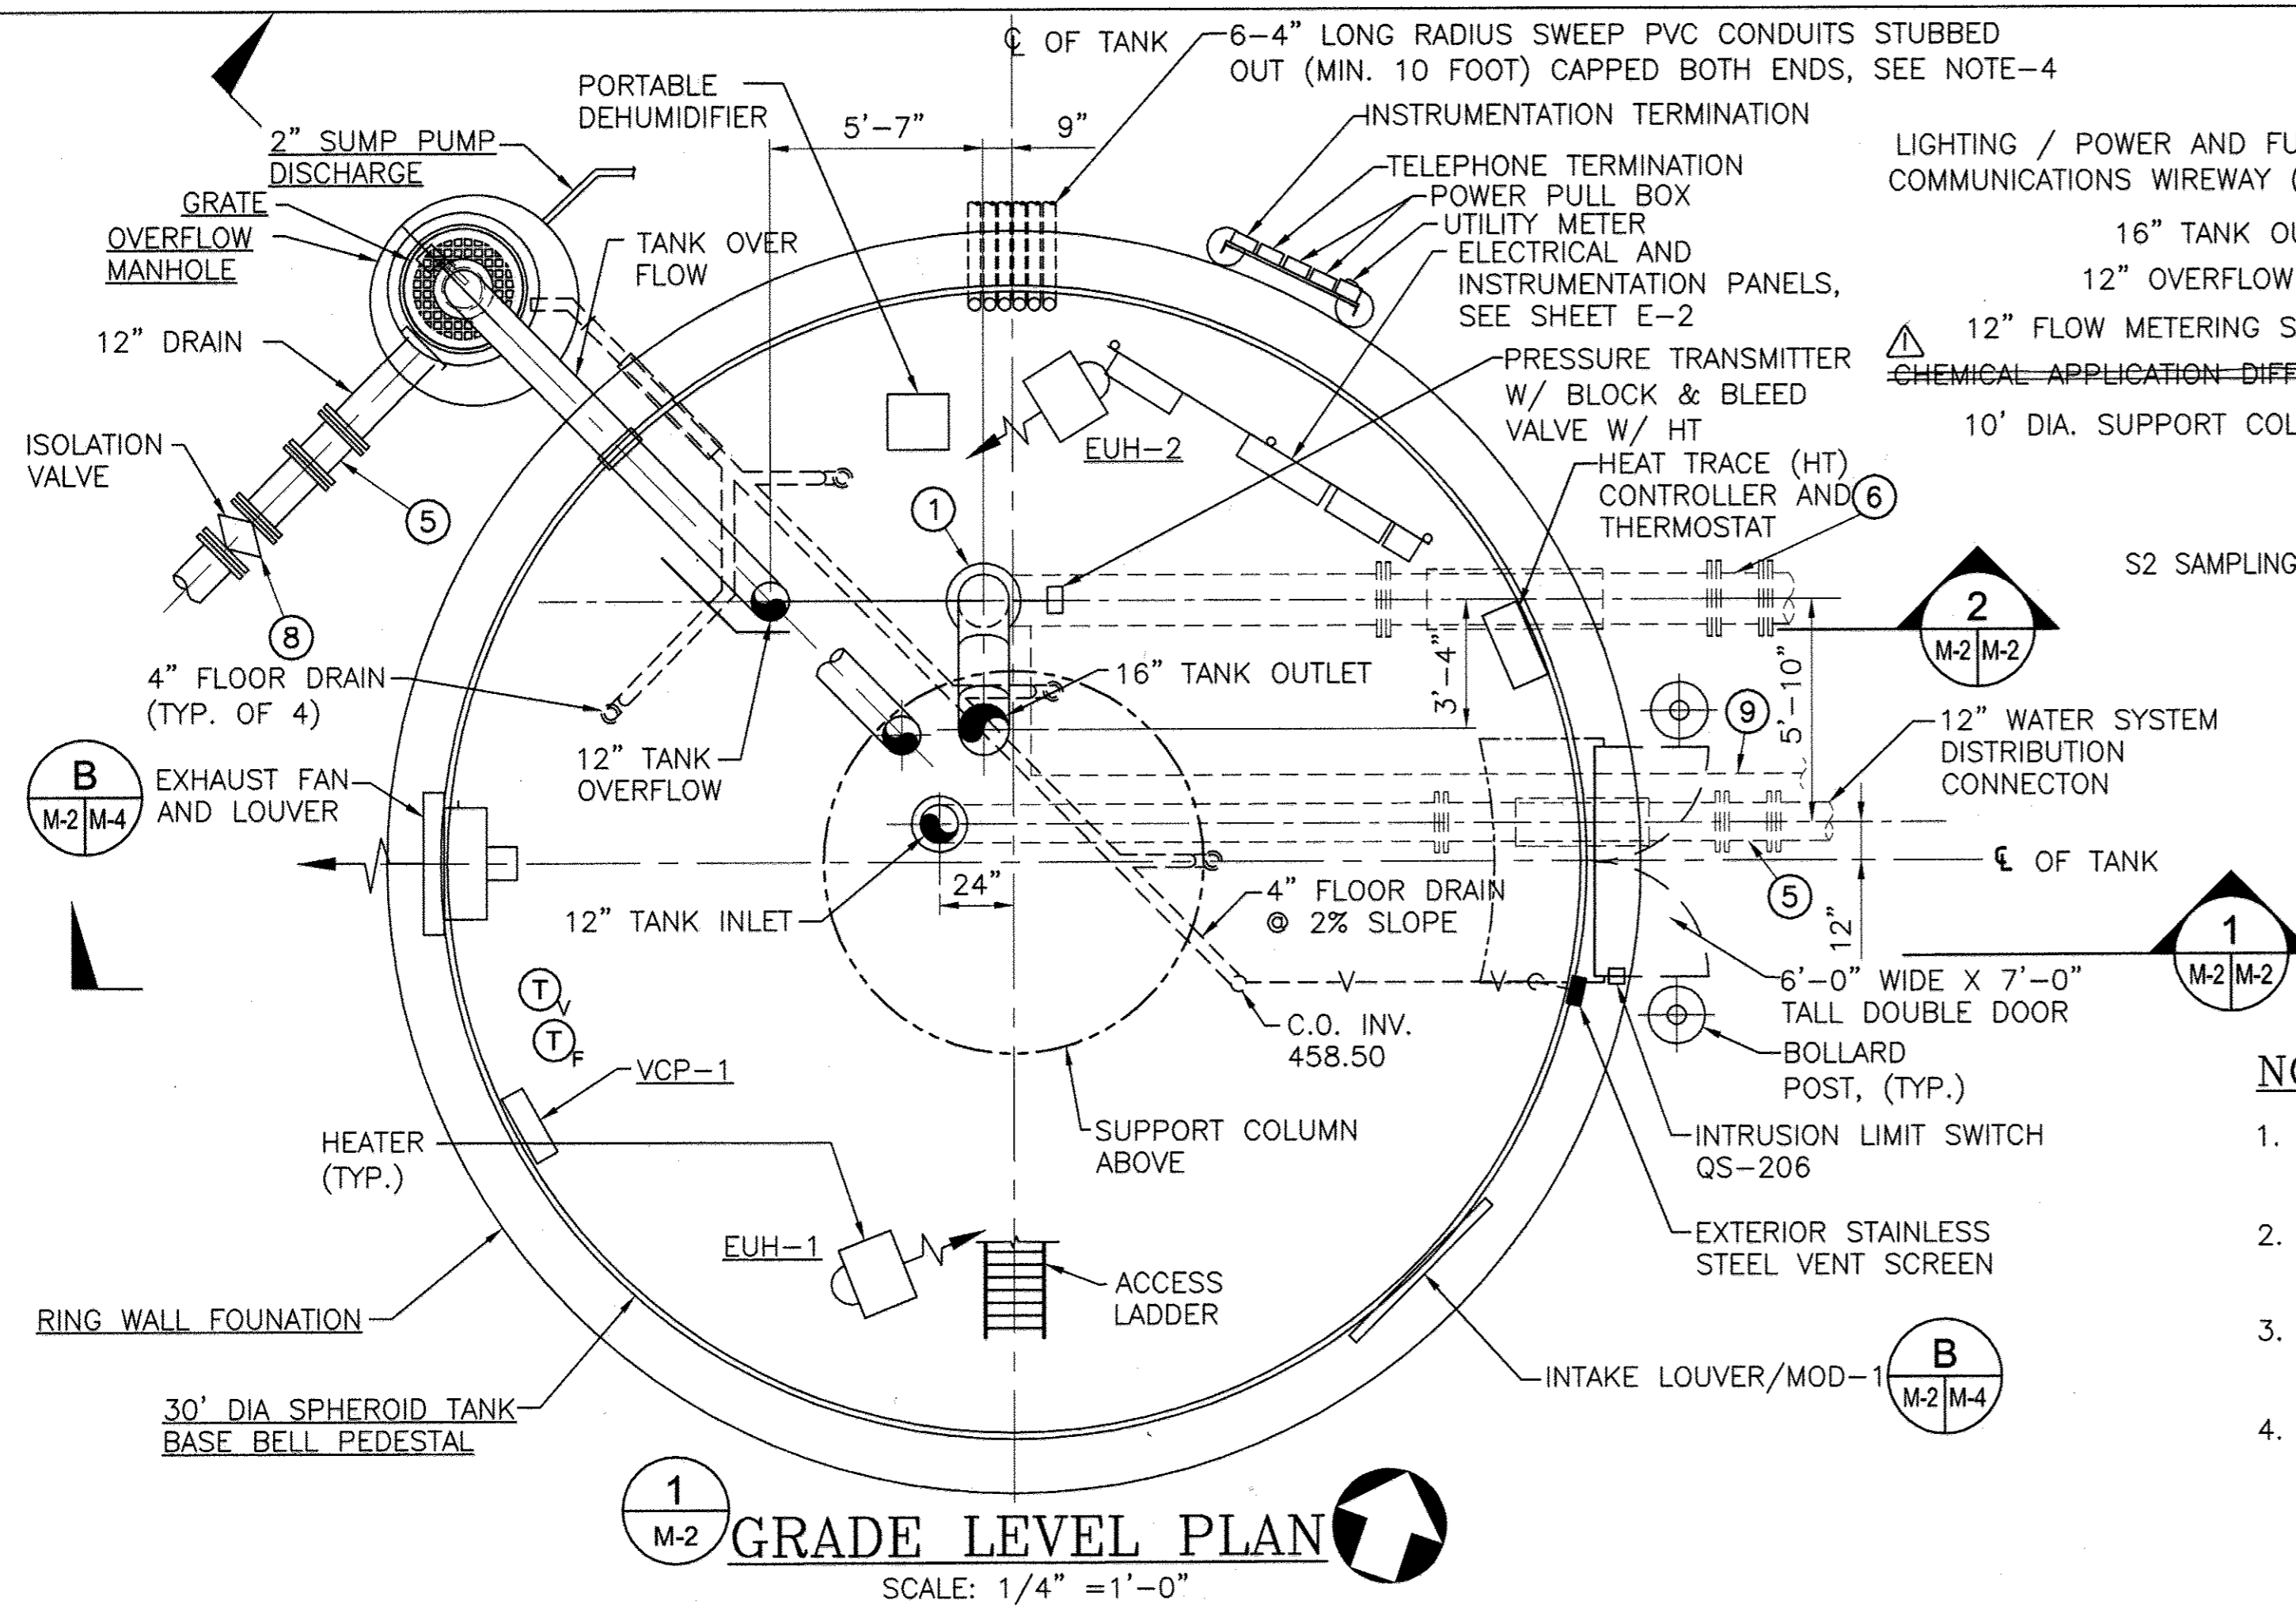 ℄ OF TANK
6-4" LONG RADIUS SWEEP PVC CONDUITS STUBBED
OUT (MIN. 10 FOOT) CAPPED BOTH ENDS, SEE NOTE-4
PORTABLE
DEHUMIDIFIER
5'-7"
9"
INSTRUMENTATION TERMINATION
2" SUMP PUMP
DISCHARGE
TELEPHONE TERMINATION
POWER PULL BOX
UTILITY METER
ELECTRICAL AND
INSTRUMENTATION PANELS,
SEE SHEET E-2
LIGHTING / POWER AND FU
COMMUNICATIONS WIREWAY (
16" TANK OU
12" OVERFLOW
1
12" FLOW METERING S
CHEMICAL APPLICATION DIFF
10' DIA. SUPPORT COL
GRATE
OVERFLOW
MANHOLE
TANK OVER
FLOW
12" DRAIN
ISOLATION
VALVE
5
8
EUH-2
PRESSURE TRANSMITTER
W/ BLOCK & BLEED
VALVE W/ HT
HEAT TRACE (HT)
CONTROLLER AND
THERMOSTAT
6
1
S2 SAMPLING
2
M-2 M-2
4" FLOOR DRAIN
(TYP. OF 4)
16" TANK OUTLET
3'-4"
5'-10"
9
12" WATER SYSTEM
DISTRIBUTION
CONNECTON
B
M-2 M-4
EXHAUST FAN
AND LOUVER
12" TANK
OVERFLOW
℄ OF TANK
24"
12" TANK INLET
4" FLOOR DRAIN
@ 2% SLOPE
5
12"
1
M-2 M-2
6'-0" WIDE X 7'-0"
TALL DOUBLE DOOR
T V
T F
V
V
C.O. INV.
458.50
BOLLARD
POST, (TYP.)
VCP-1
NO
HEATER
(TYP.)
SUPPORT COLUMN
ABOVE
INTRUSION LIMIT SWITCH
QS-206
1.
EUH-1
ACCESS
LADDER
EXTERIOR STAINLESS
STEEL VENT SCREEN
2.
RING WALL FOUNATION
3.
INTAKE LOUVER/MOD-1
B
M-2 M-4
30' DIA SPHEROID TANK
BASE BELL PEDESTAL
4.
1
M-2
GRADE LEVEL PLAN
SCALE: 1/4" =1'-0"